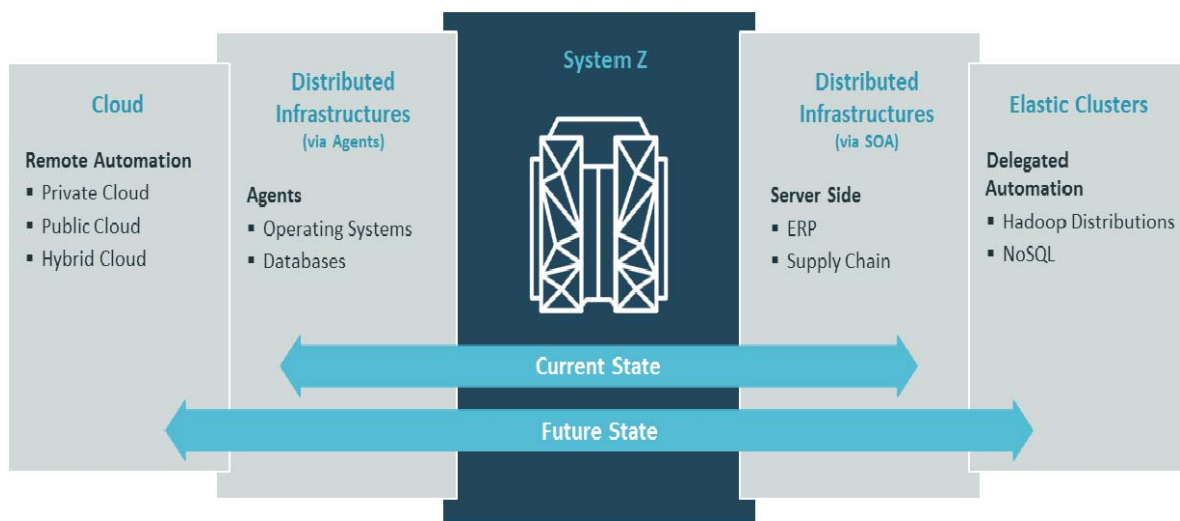 Cloud
Remote Automation
▪ Private Cloud
▪ Public Cloud
▪ Hybrid Cloud
Distributed
Infrastructures
(via Agents)
Agents
▪ Operating Systems
▪ Databases
System Z
Distributed
Infrastructures
(via SOA)
Server Side
▪ ERP
▪ Supply Chain
Elastic Clusters
Delegated
Automation
▪ Hadoop Distributions
▪ NoSQL
Current State
Future State